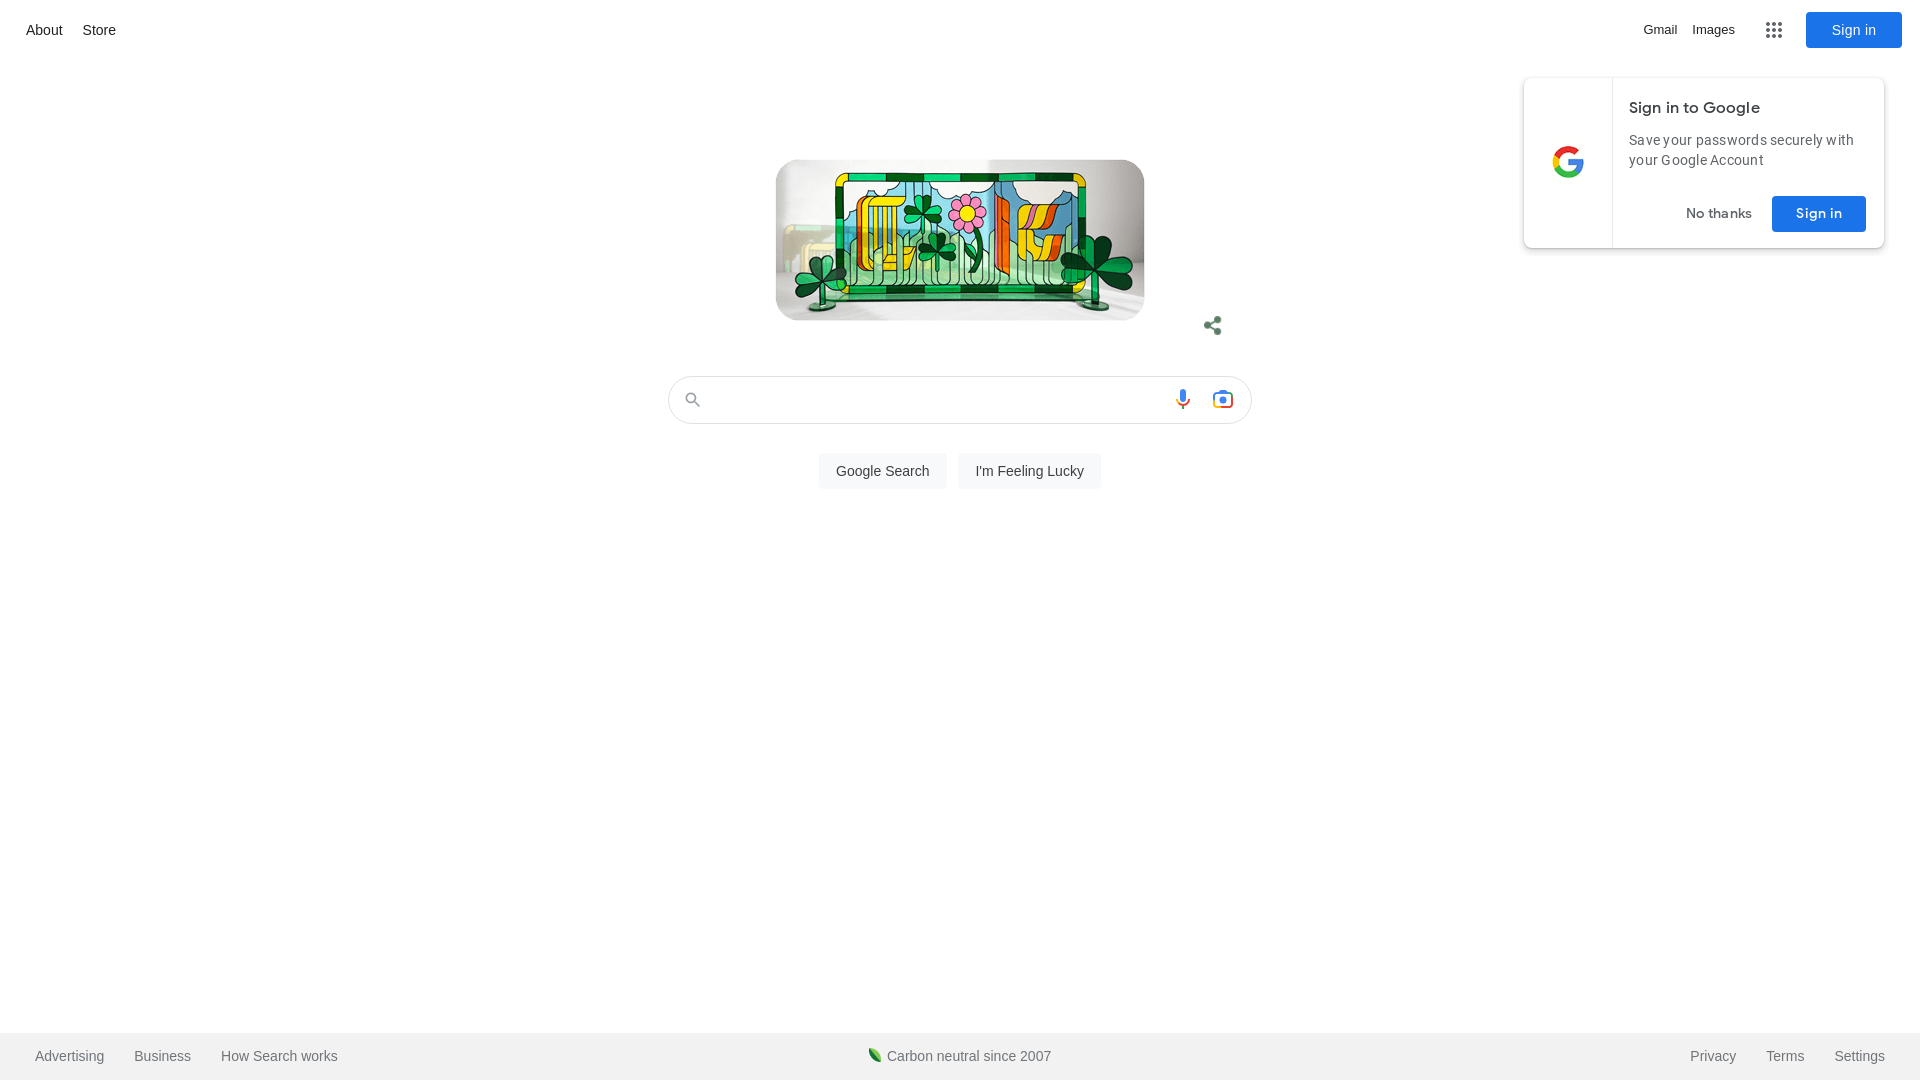 About
Store
Gmail
Images
Sign in
Sign in to Google
Save your passwords securely with
your Google Account
No thanks
Sign in
Google Search
I'm Feeling Lucky
Advertising
Business
How Search works
Carbon neutral since 2007
Privacy
Terms
Settings